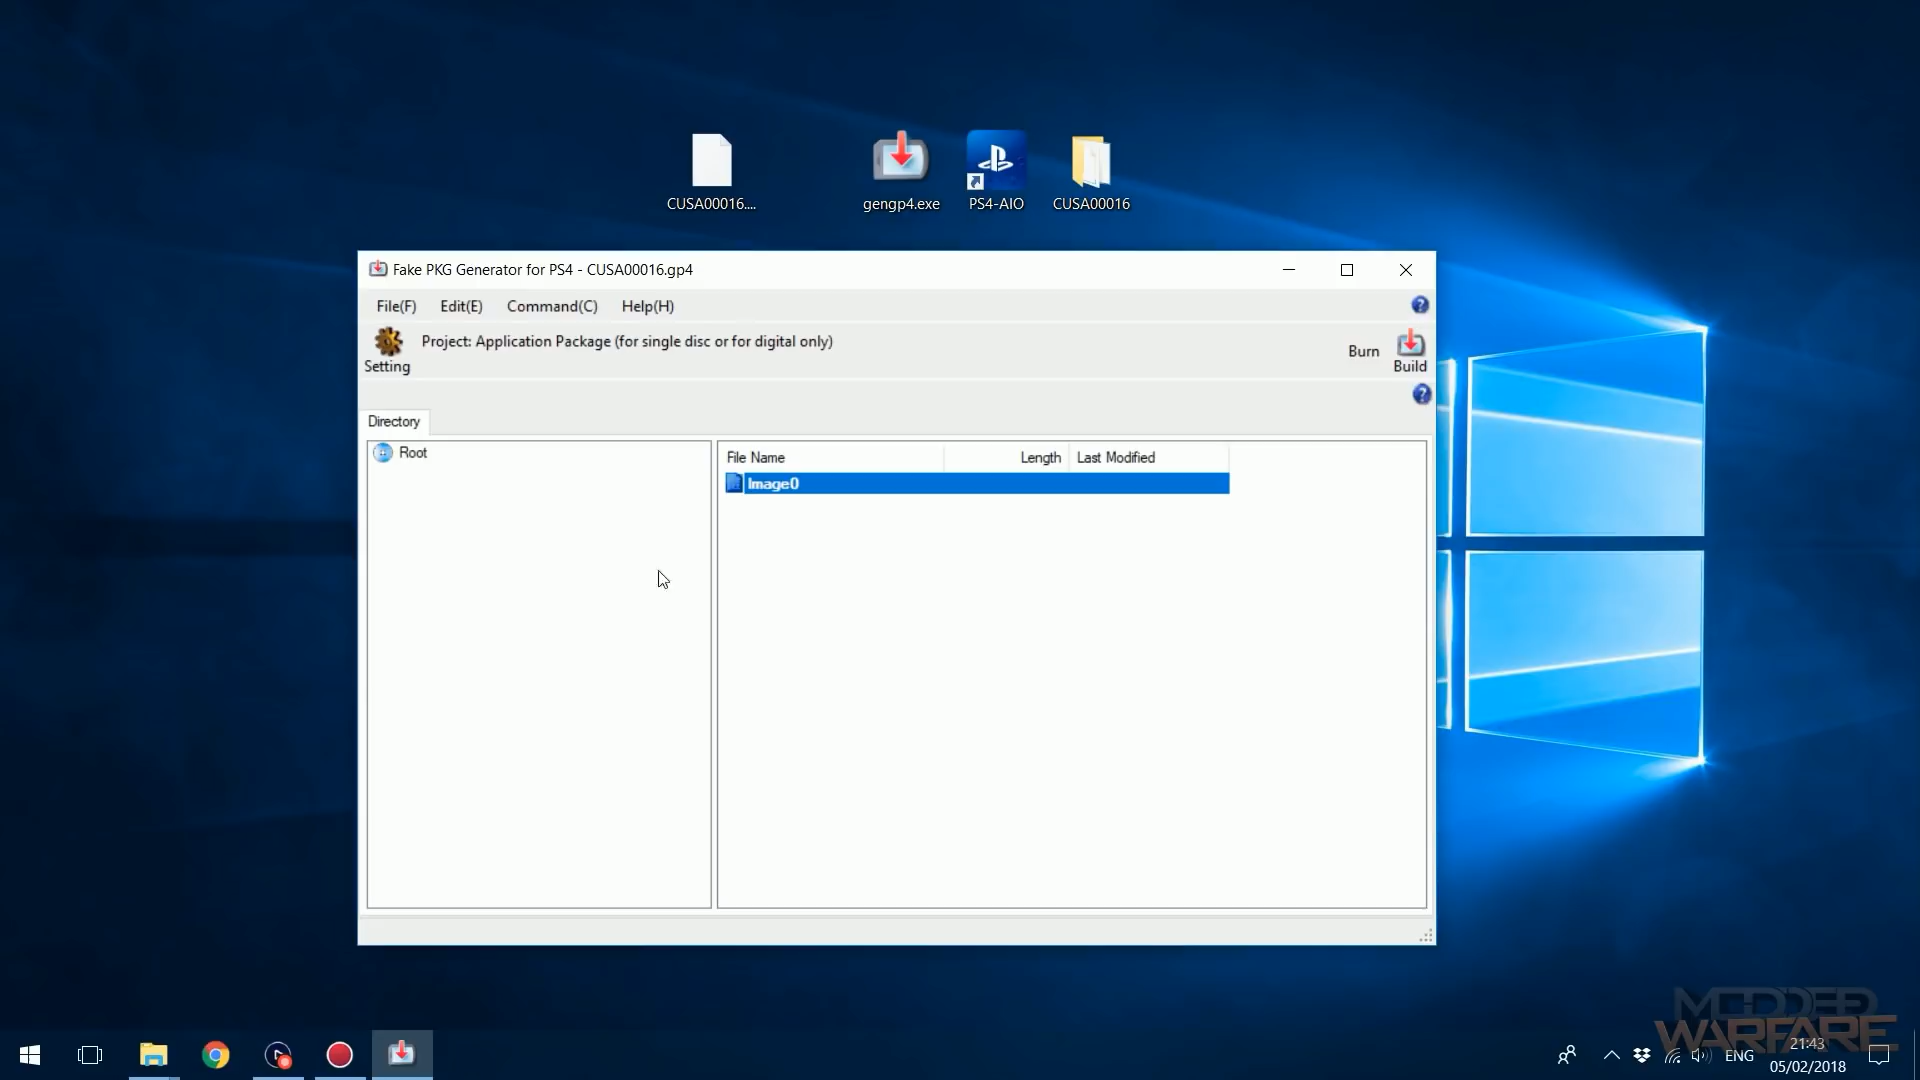 CUSA00016....
gengp4.exe
PS4-AIO
CUSA00016
Fake PKG Generator for PS4 - CUSA00016.gp4
File(F) Edit(E) Command(C) Help(H)
Setting
Project: Application Package (for single disc or for digital only)
Burn
Build
Directory
Root
File Name Length Last Modified
Image0
MODDED
WARFARE
ENG
21:43
05/02/2018